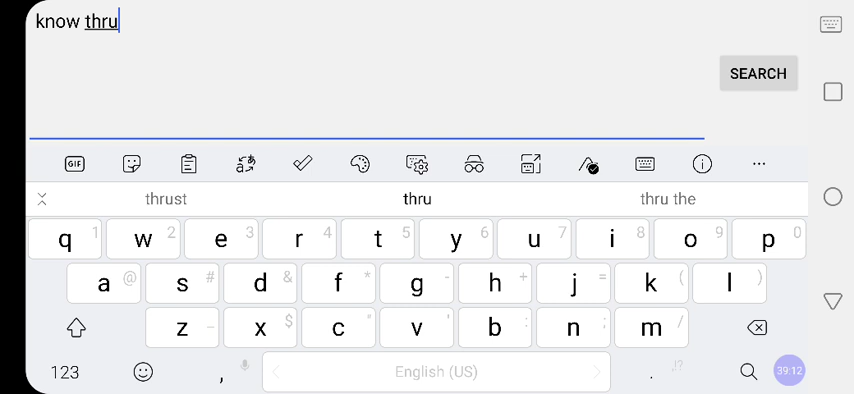 know thru
SEARCH
GIF
thrust thru thru the
q 1 w 2 e 3 r 4 t 5 y 6 u 7 i 8 o 9 p 0
a @ s # d & f * g - h + j = k ( l )
z _ x $ c " v ' b : n ; m /
123 , English (US) . ,!? 39:12